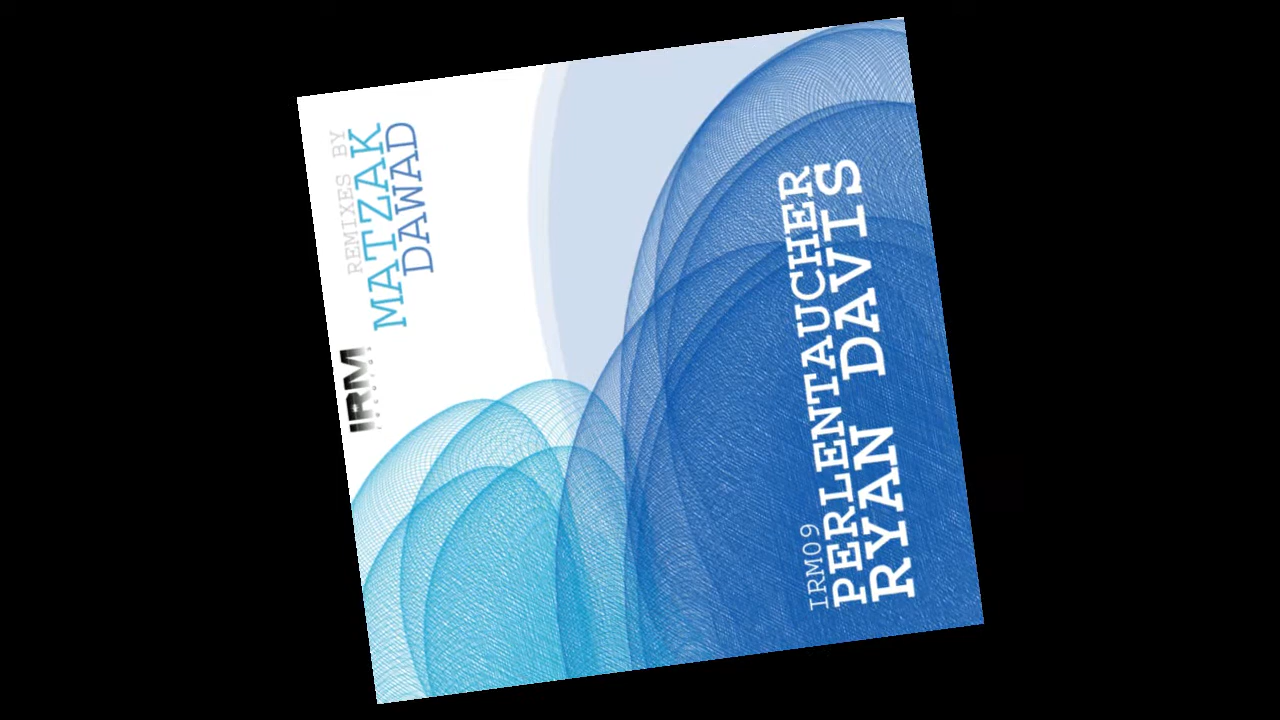 REMIXES BY
MATZAK
DAWAD
IRM
IRM09
PERLENTAUCHER
RYAN DAVIS